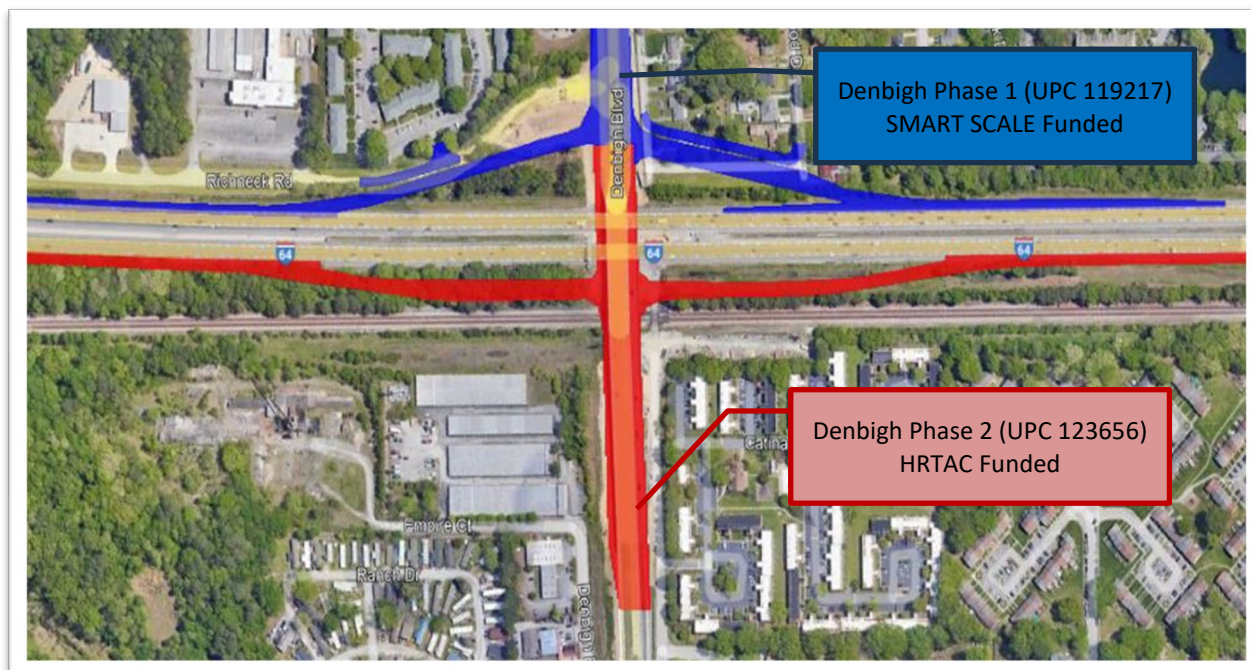 Denbigh Phase 1 (UPC 119217)
SMART SCALE Funded
Denbigh Blvd
Richneck Rd
64
64
64
Denbigh Phase 2 (UPC 123656)
HRTAC Funded
Catina
Empire Ct
Ranch Dr